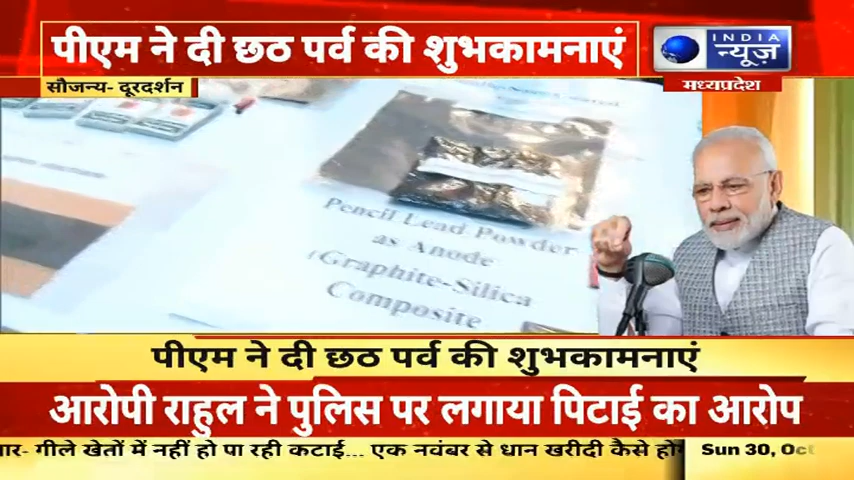 पीएम ने दी छठ पर्व की शुभकामनाएं
INDIA
न्यूज़
मध्यप्रदेश
सौजन्य- दूरदर्शन
Pencil Lead Powder
as Anode
(Graphite-Silica
Composite
पीएम ने दी छठ पर्व की शुभकामनाएं
आरोपी राहुल ने पुलिस पर लगाया पिटाई का आरोप
गीले खेतों में नहीं हो पा रही कटाई... एक नवंबर से धान खरीदी कैसे
Sun 30, Oct